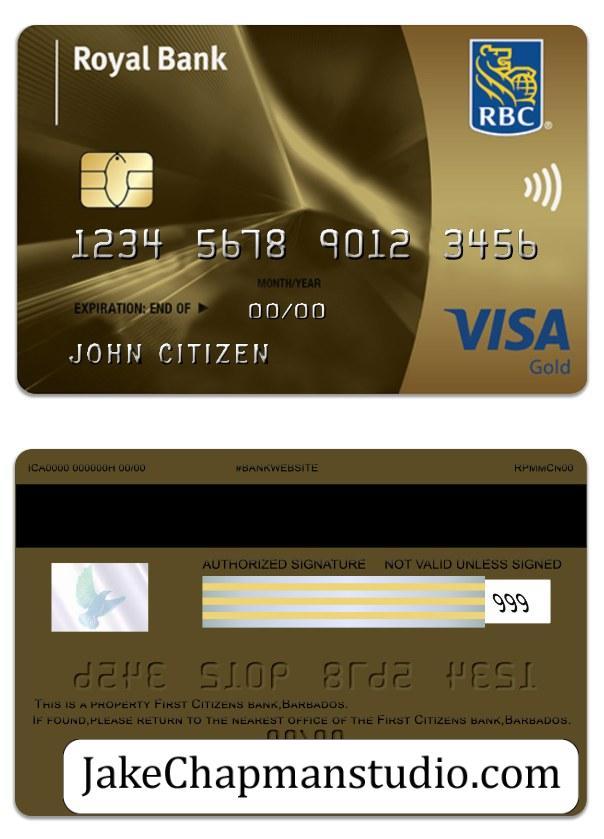 Royal Bank
RBC®
1234 5678 9012 3456
MONTH/YEAR
EXPIRATION: END OF ▶ 00/00
JOHN CITIZEN
VISA
Gold
ICA0000 000000H 00/00 #BANKWEBSITE RPMMCN00
AUTHORIZED SIGNATURE NOT VALID UNLESS SIGNED
999
THIS IS A PROPERTY FIRST CITIZENS BANK,BARBADOS.
IF FOUND,PLEASE RETURN TO THE NEAREST OFFICE OF THE FIRST CITIZENS BANK,BARBADOS.
JakeChapmanstudio.com